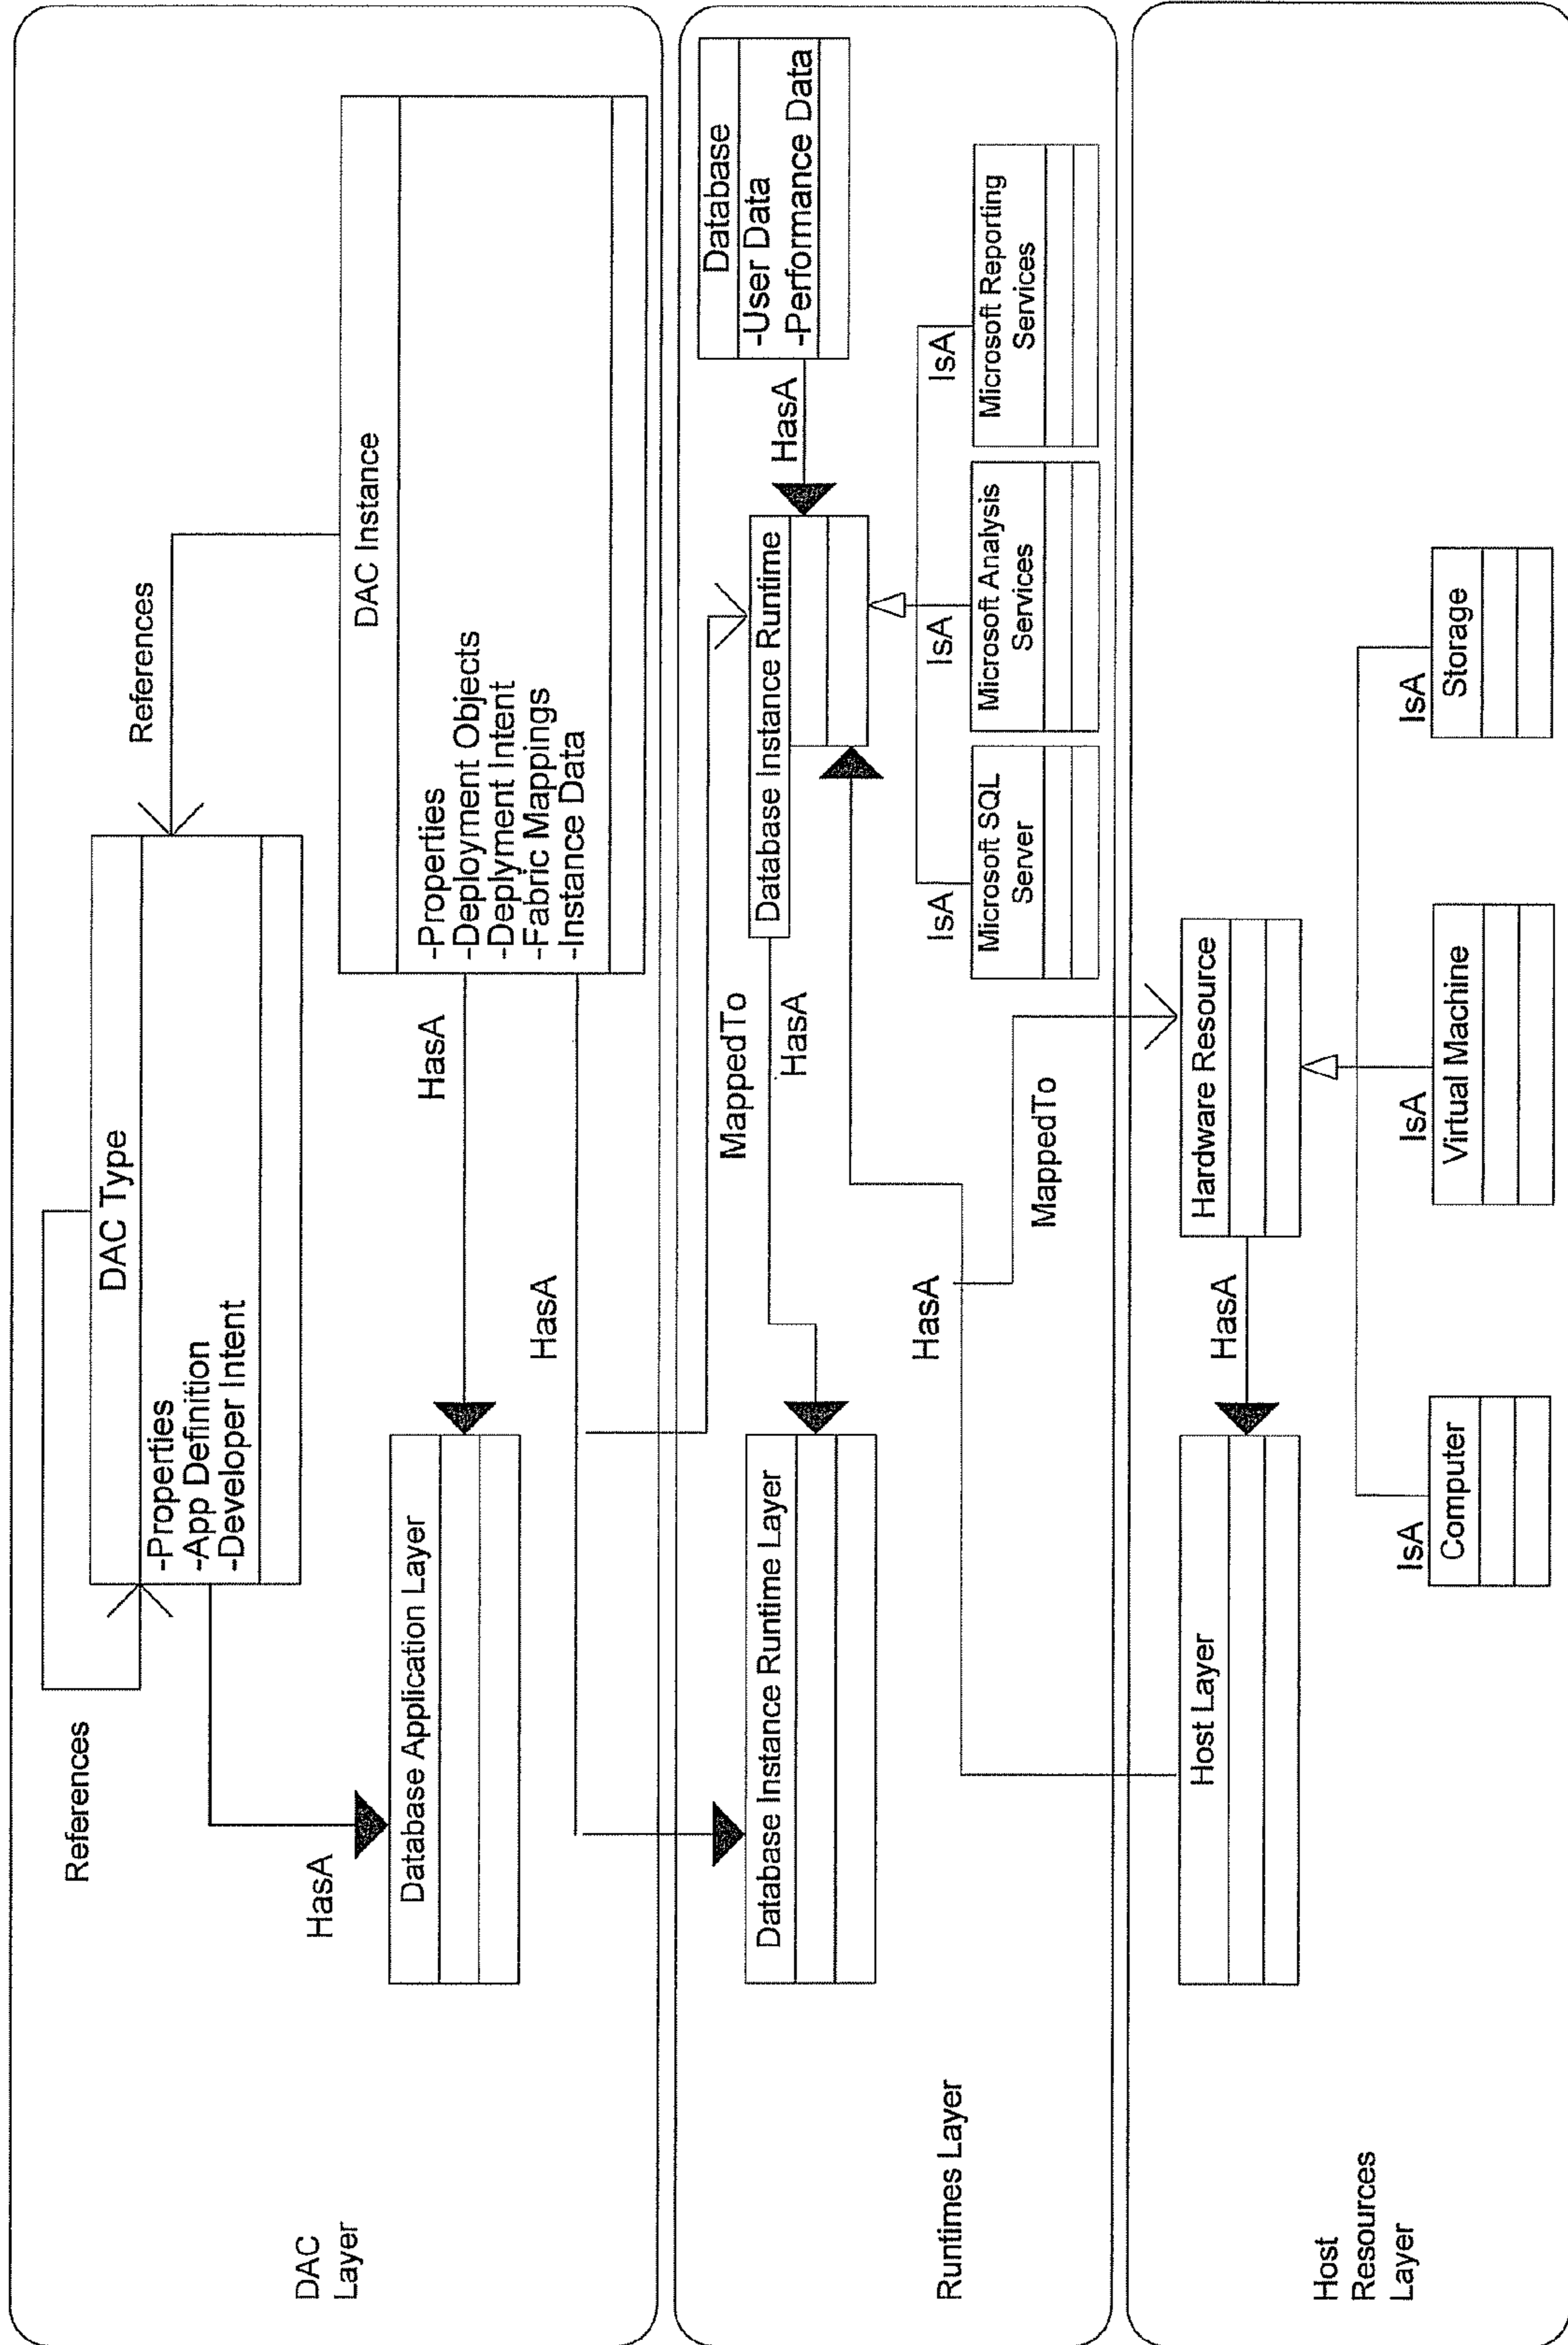 References
DAC Type
-Properties
-App Definition
-Developer Intent
References
HasA
DAC Instance
-Properties
-Deployment Objects
-Deplyment Intent
-Fabric Mappings
-Instance Data
HasA
Database Application Layer
HasA
DAC
Layer
MappedTo
HasA
Database Instance Runtime Layer
Database Instance Runtime
HasA
Database
-User Data
-Performance Data
HasA
MappedTo
IsA
IsA
IsA
Microsoft SQL
Server
Microsoft Analysis
Services
Microsoft Reporting
Services
Runtimes Layer
Host Layer
HasA
Hardware Resource
IsA
Computer
IsA
Virtual Machine
IsA
Storage
Host
Resources
Layer